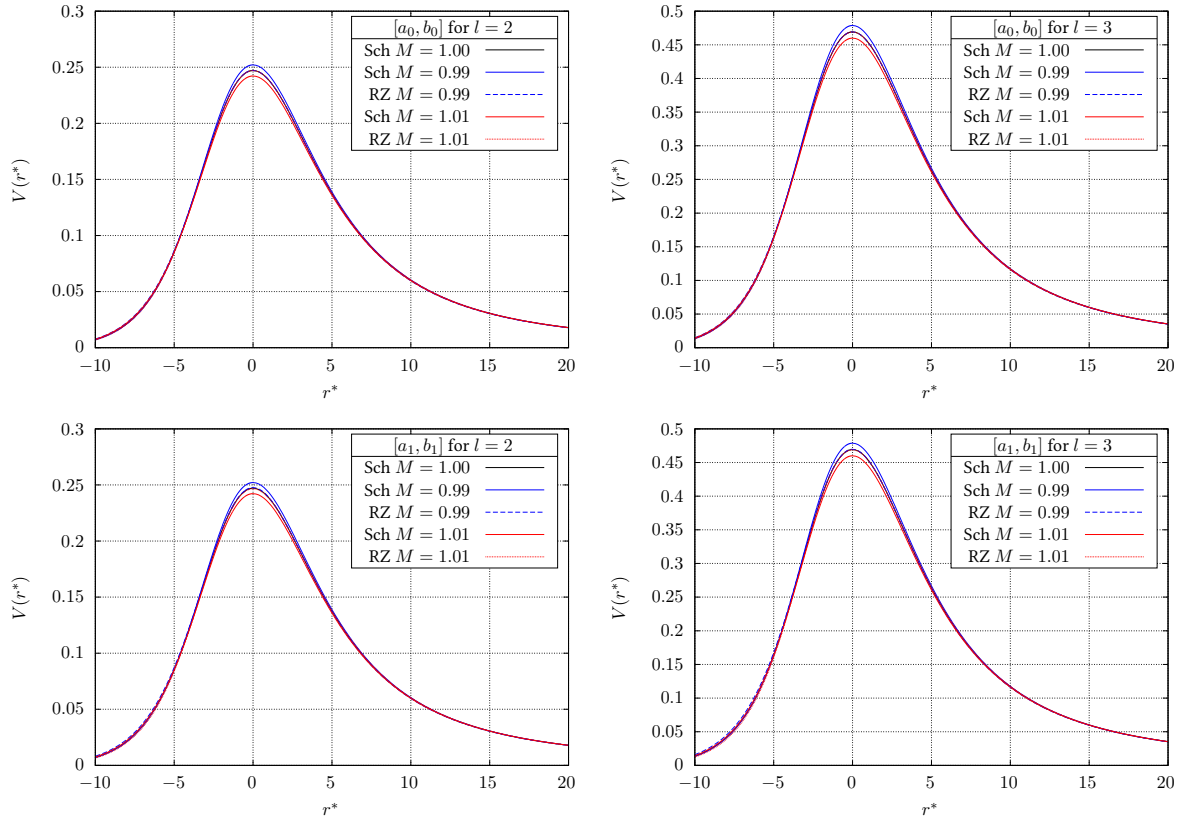 [a₀, b₀] for l = 2
Sch M = 1.00
Sch M = 0.99
RZ M = 0.99
Sch M = 1.01
RZ M = 1.01
V(r*)
0.3
0.25
0.2
0.15
0.1
0.05
0
−10 −5 0 5 10 15 20
r*
[a₀, b₀] for l = 3
Sch M = 1.00
Sch M = 0.99
RZ M = 0.99
Sch M = 1.01
RZ M = 1.01
V(r*)
0.5
0.45
0.4
0.35
0.3
0.25
0.2
0.15
0.1
0.05
0
−10 −5 0 5 10 15 20
r*
[a₁, b₁] for l = 2
Sch M = 1.00
Sch M = 0.99
RZ M = 0.99
Sch M = 1.01
RZ M = 1.01
V(r*)
0.3
0.25
0.2
0.15
0.1
0.05
0
−10 −5 0 5 10 15 20
r*
[a₁, b₁] for l = 3
Sch M = 1.00
Sch M = 0.99
RZ M = 0.99
Sch M = 1.01
RZ M = 1.01
V(r*)
0.5
0.45
0.4
0.35
0.3
0.25
0.2
0.15
0.1
0.05
0
−10 −5 0 5 10 15 20
r*